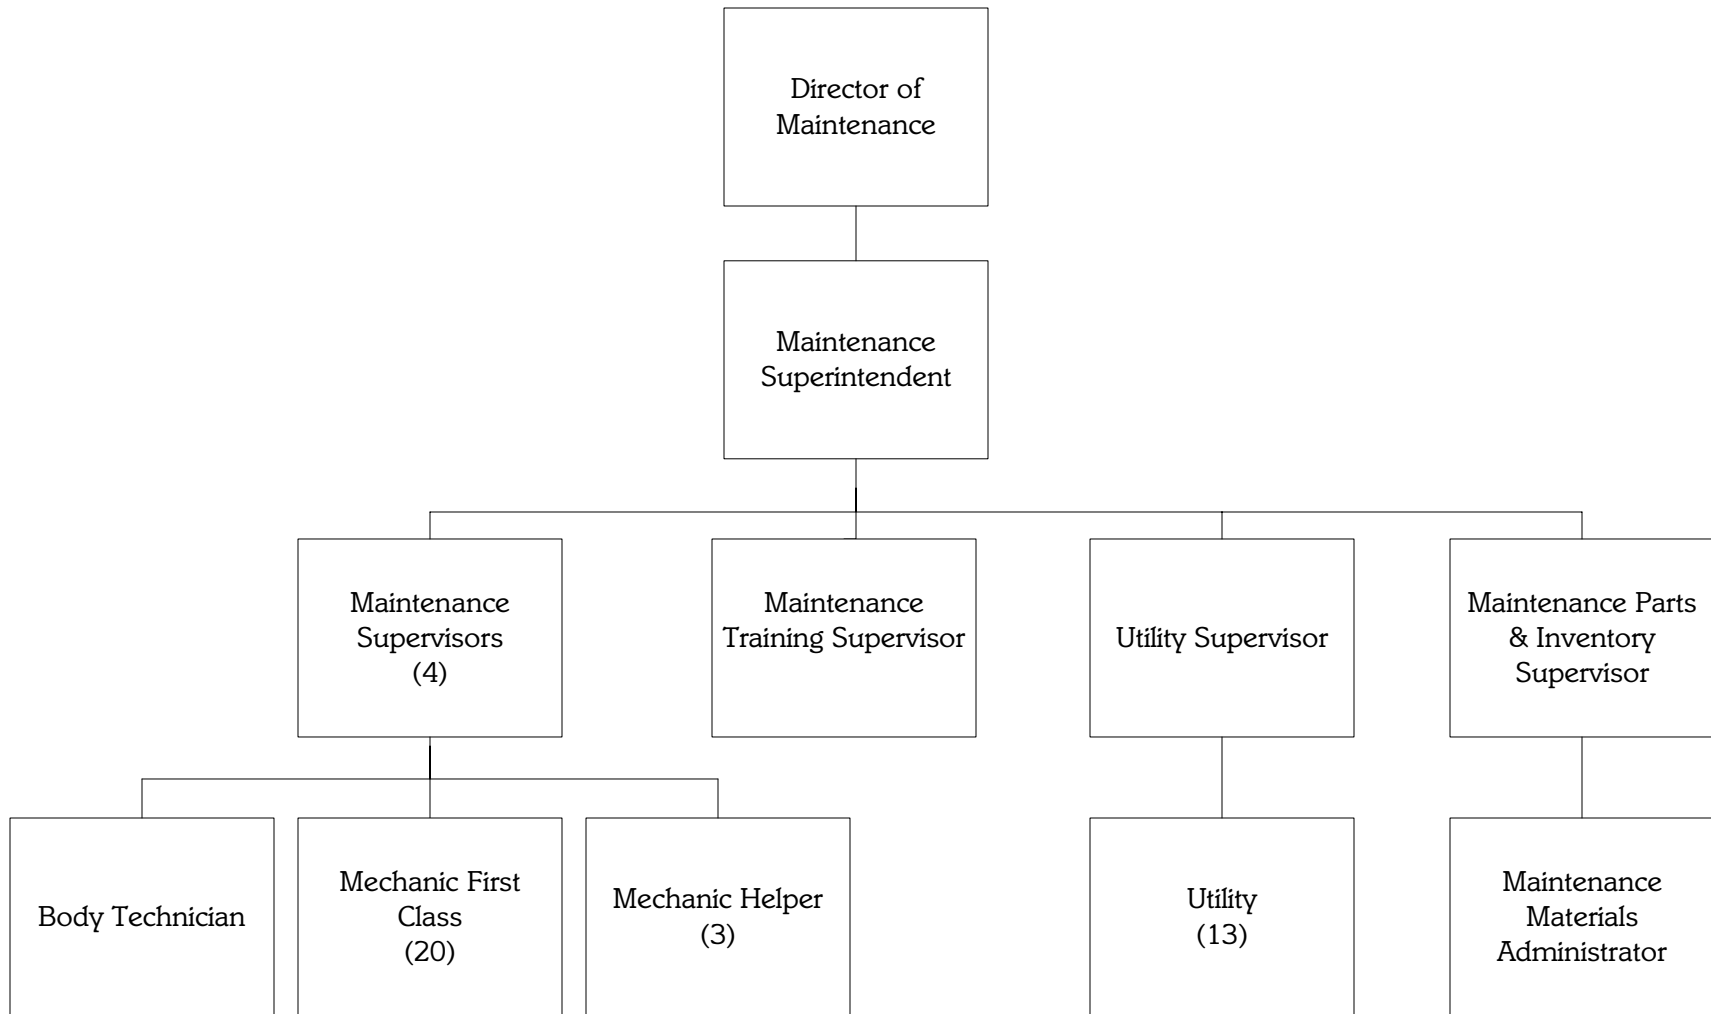 Director of
Maintenance
Maintenance
Superintendent
Maintenance
Supervisors
(4)
Maintenance
Training Supervisor
Utility Supervisor
Maintenance Parts
& Inventory
Supervisor
Body Technician
Mechanic First
Class
(20)
Mechanic Helper
(3)
Utility
(13)
Maintenance
Materials
Administrator